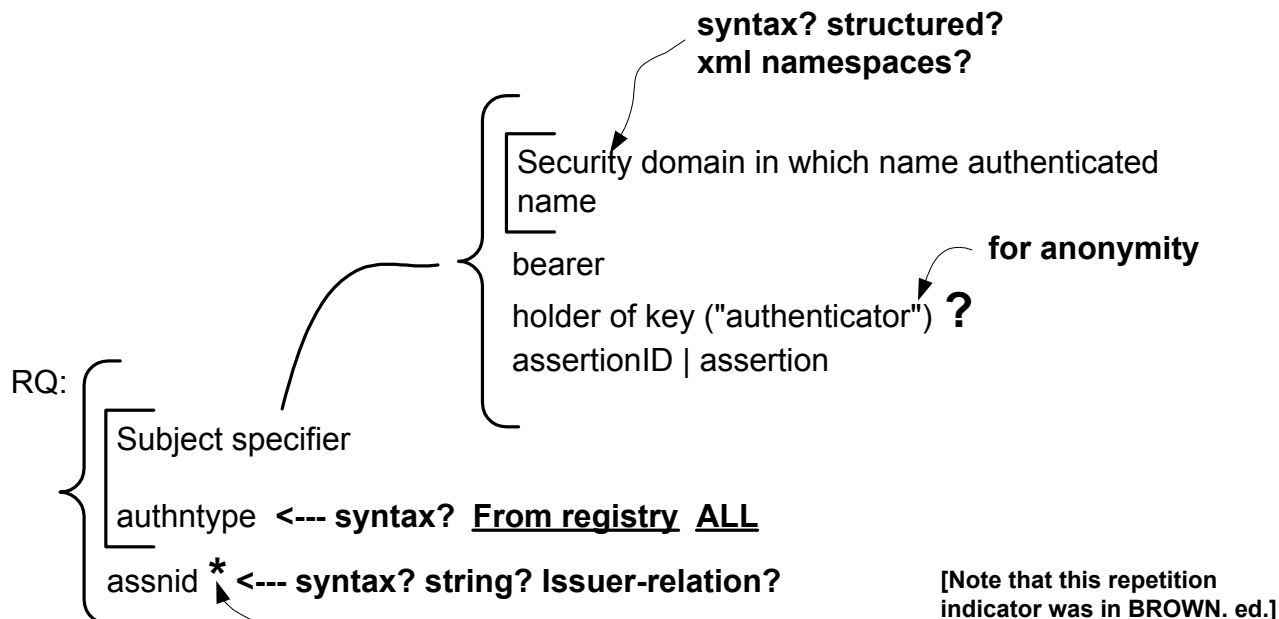 syntax? structured?
xml namespaces?
Security domain in which name authenticated
name
for anonymity
bearer
holder of key ("authenticator") ?
assertionID | assertion
RQ:
Subject specifier
authntype <--- syntax? From registry ALL
assnid * <--- syntax? string? Issuer-relation?
[Note that this repetition
indicator was in BROWN. ed.]